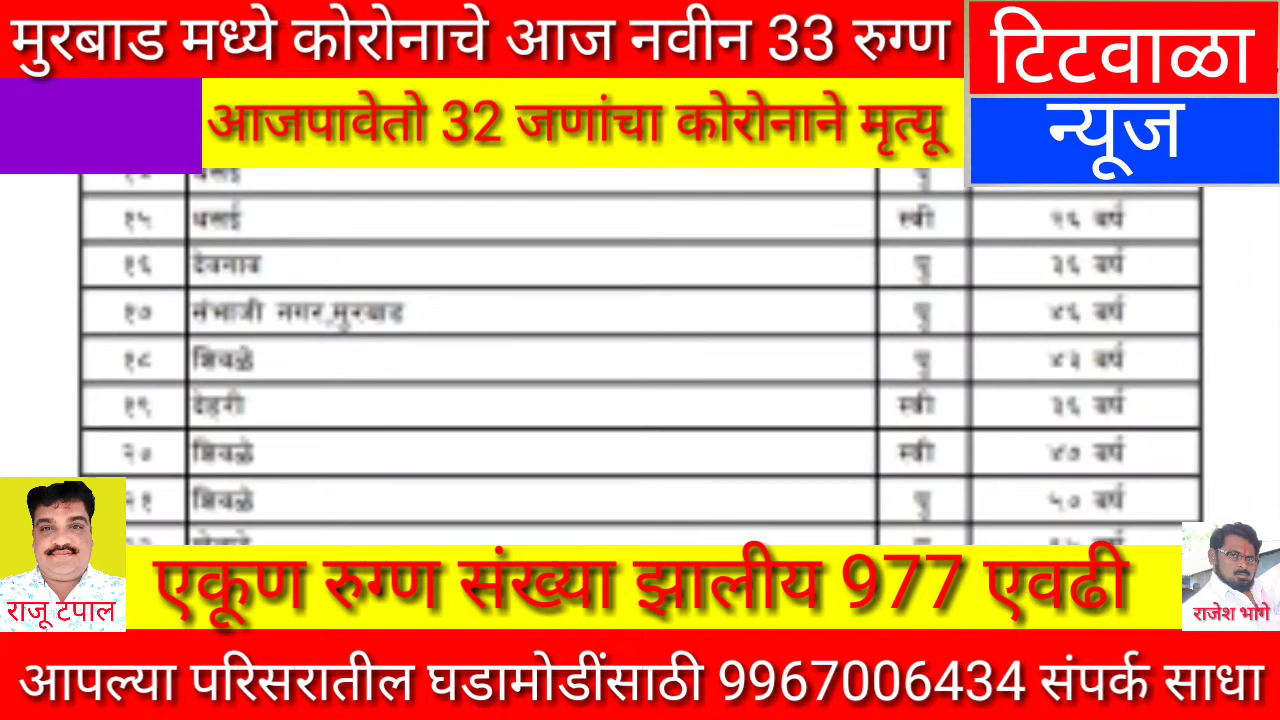 मुरबाड मध्ये कोरोनाचे आज नवीन 33 रुग्ण
टिटवाळा
न्यूज
आजपावेतो 32 जणांचा कोरोनाने मृत्यू
१५ धसई स्त्री २६ वर्ष
१६ देवगाव पु ३६ वर्ष
१७ संभाजी नगर,मुरबाड पु ४६ वर्ष
१८ शिवळे पु ४३ वर्ष
१९ देहरी स्त्री ३६ वर्ष
२० शिवळे स्त्री ४७ वर्ष
२१ शिवळे पु ५० वर्ष
राजू टपाल
एकूण रुग्ण संख्या झालीय 977 एवढी
राजेश भांगे
आपल्या परिसरातील घडामोडींसाठी 9967006434 संपर्क साधा